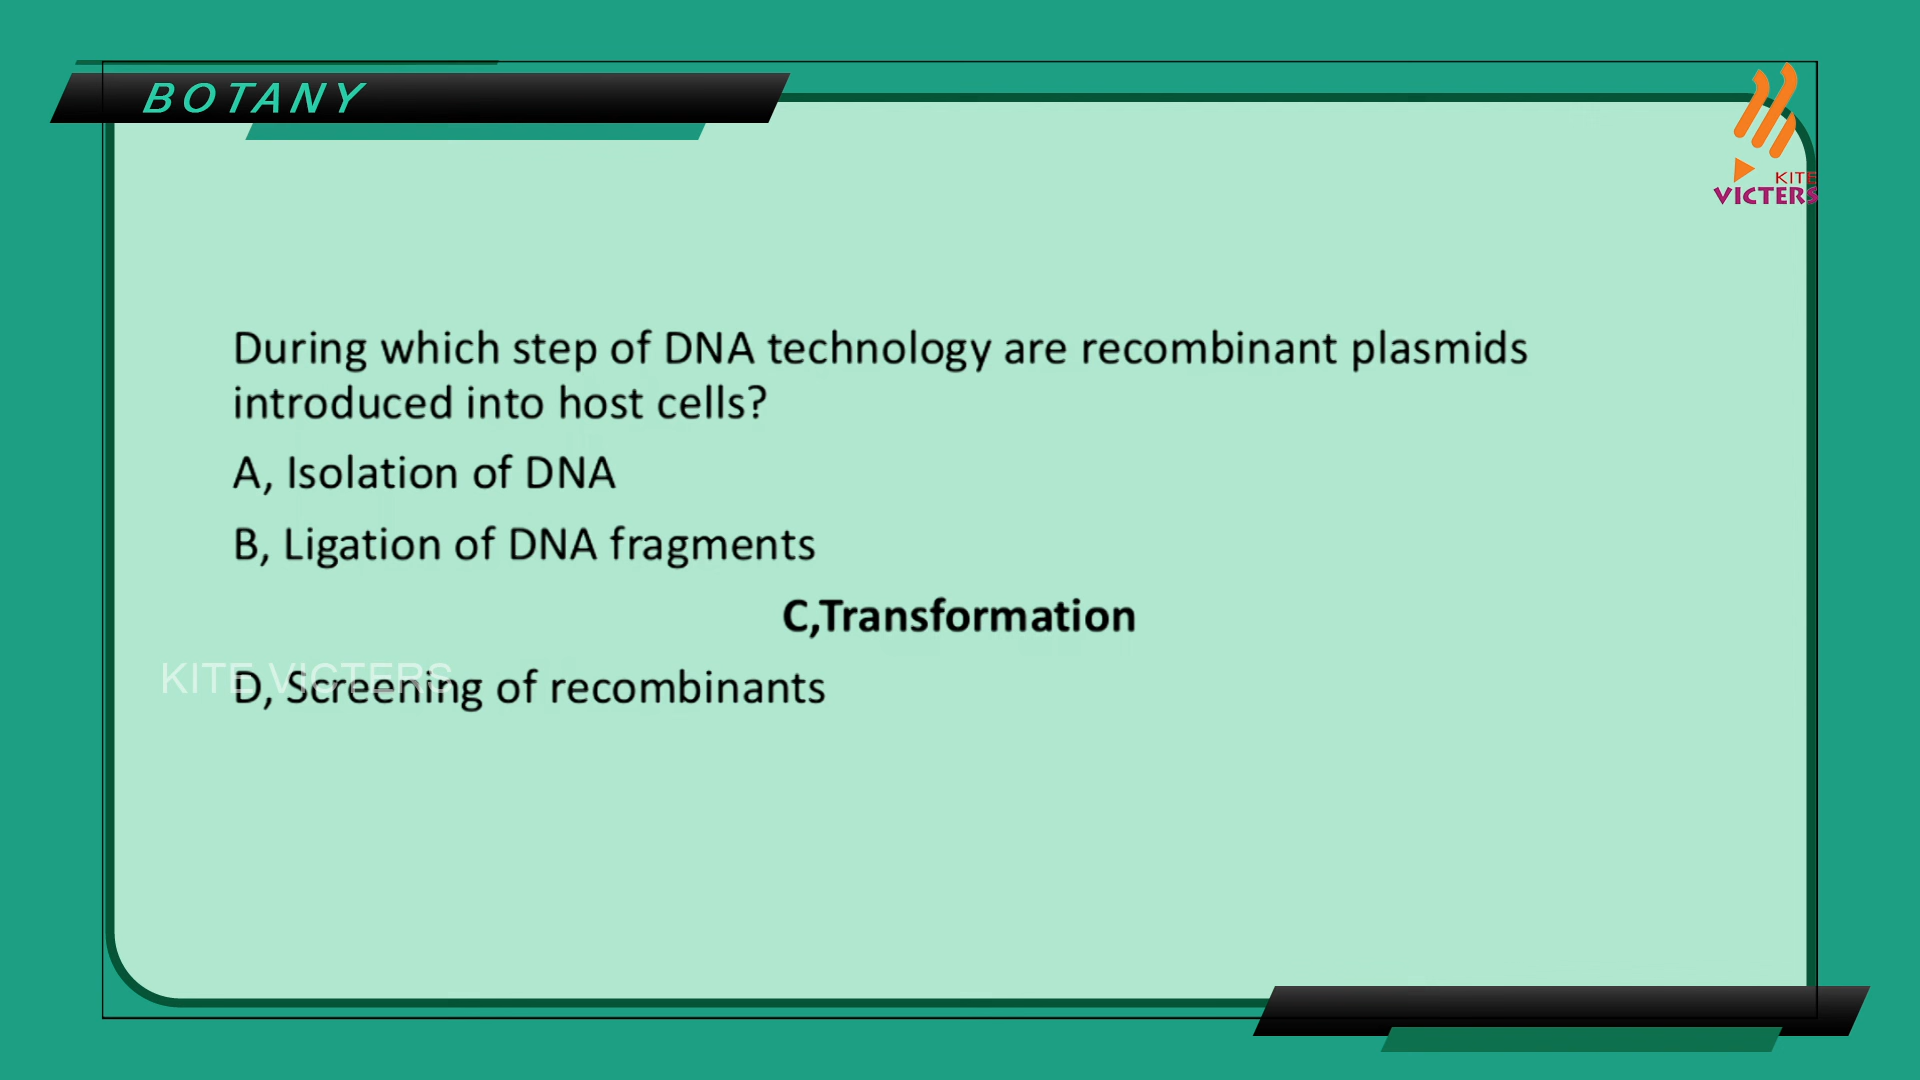 BOTANY
KITE
VICTERS
During which step of DNA technology are recombinant plasmids
introduced into host cells?
A, Isolation of DNA
B, Ligation of DNA fragments
C,Transformation
KITE VICTERS
D, Screening of recombinants